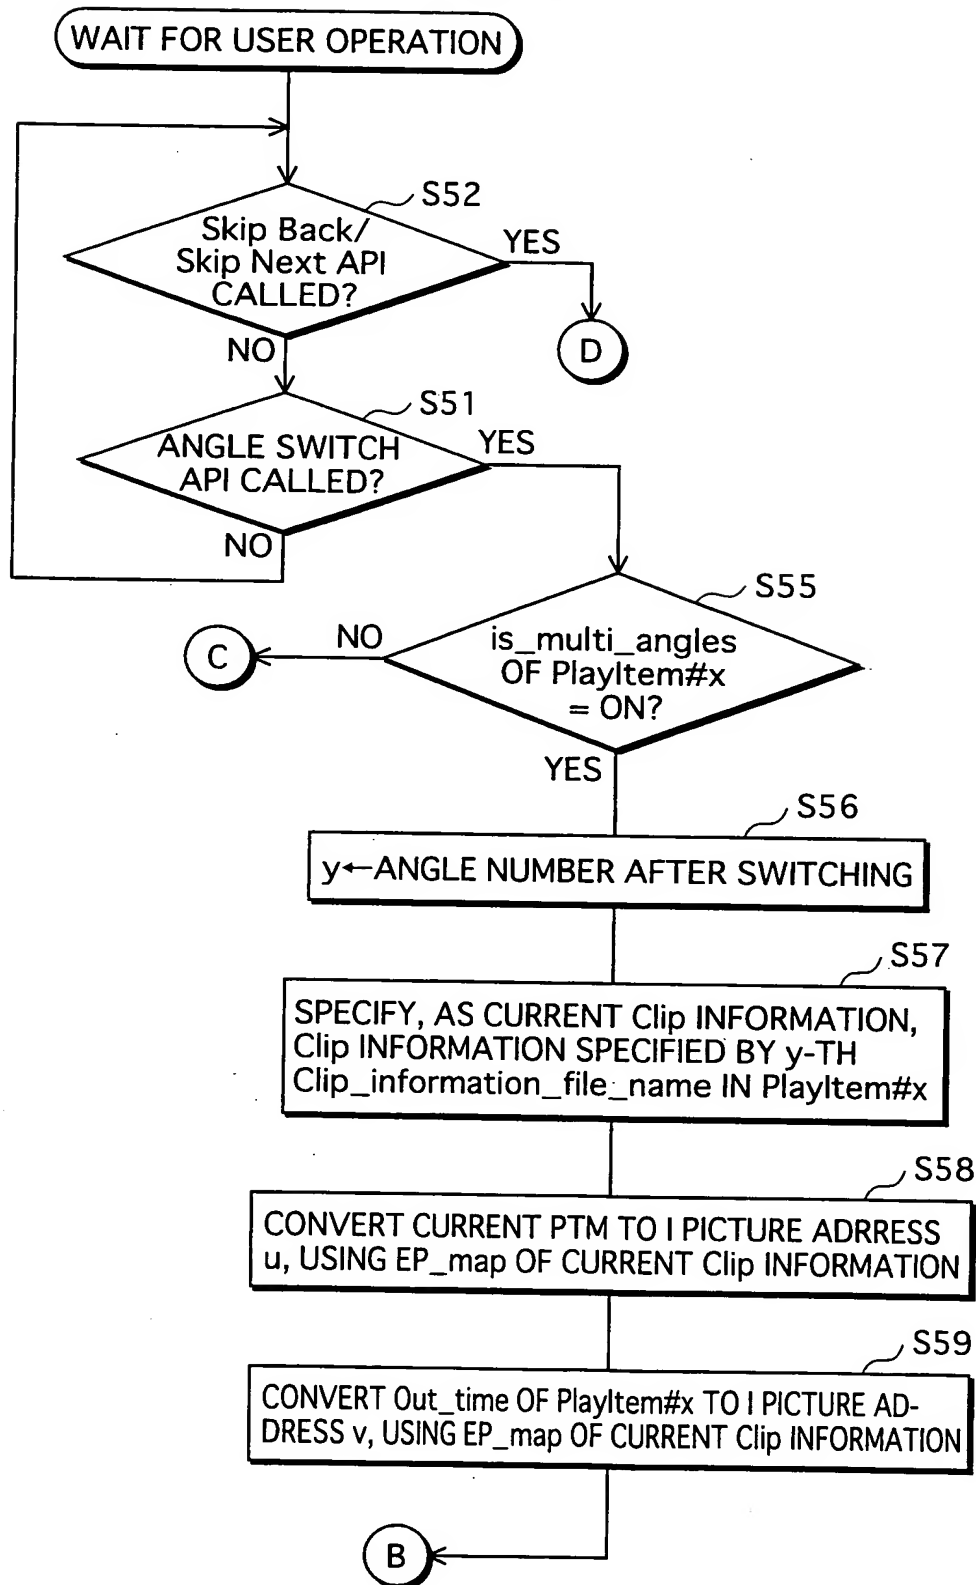 WAIT FOR USER OPERATION
S52
Skip Back/
Skip Next API
CALLED?
YES
D
NO
S51
ANGLE SWITCH
API CALLED?
YES
NO
S55
is_multi_angles
OF PlayItem#x
= ON?
NO
C
YES
S56
y←ANGLE NUMBER AFTER SWITCHING
S57
SPECIFY, AS CURRENT Clip INFORMATION,
Clip INFORMATION SPECIFIED BY y-TH
Clip_information_file_name IN PlayItem#x
S58
CONVERT CURRENT PTM TO I PICTURE ADRRESS
u, USING EP_map OF CURRENT Clip INFORMATION
S59
CONVERT Out_time OF PlayItem#x TO I PICTURE AD-
DRESS v, USING EP_map OF CURRENT Clip INFORMATION
B